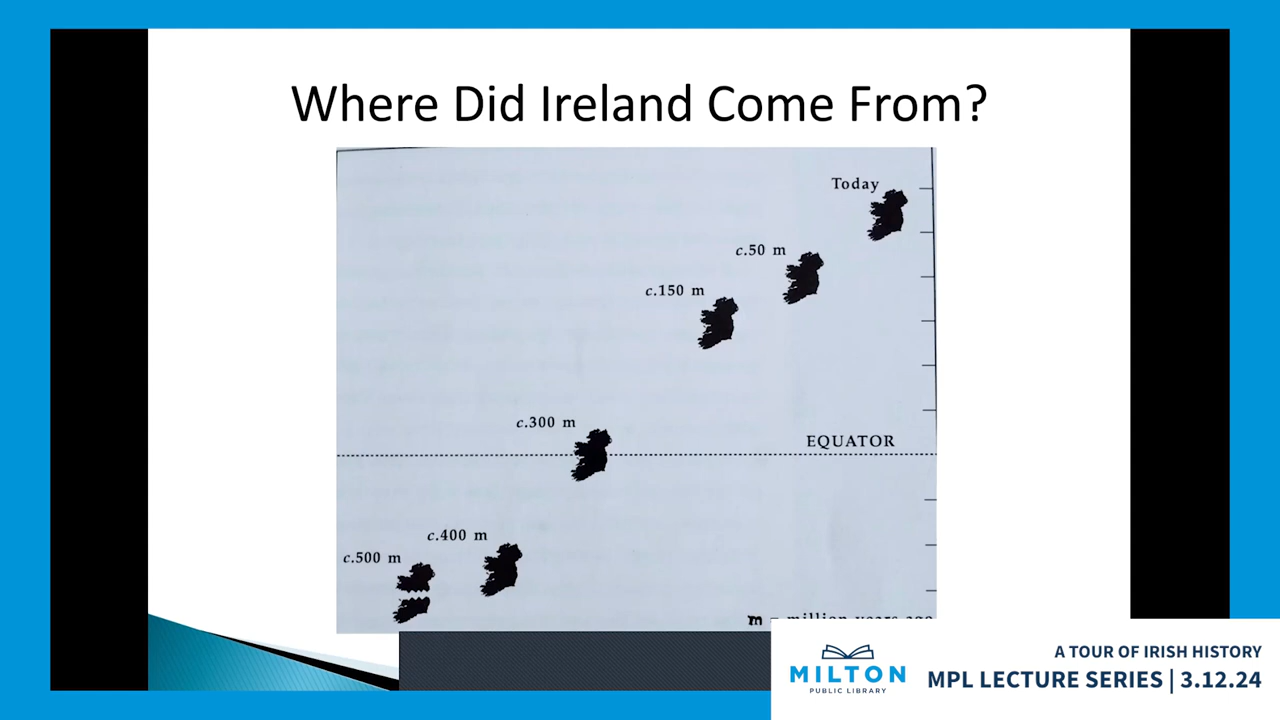 Where Did Ireland Come From?
Today
c.50 m
c.150 m
c.300 m
EQUATOR
c.400 m
c.500 m
m = million years ago
MILTON
PUBLIC LIBRARY
A TOUR OF IRISH HISTORY
MPL LECTURE SERIES | 3.12.24